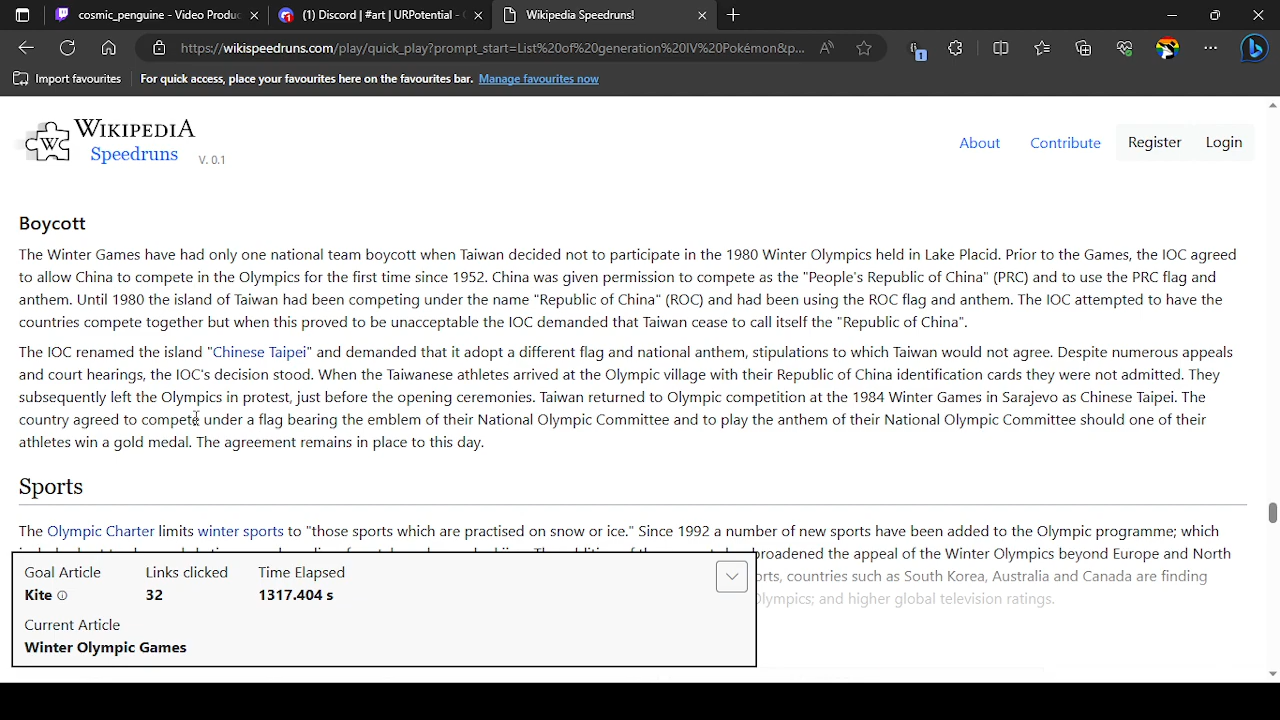 cosmic_penguine - Video Produc
(1) Discord | #art | URPotential -
Wikipedia Speedruns!
https://wikispeedruns.com/play/quick_play?prompt_start=List%20of%20generation%20IV%20Pokémon&p...
1
Import favourites
For quick access, place your favourites here on the favourites bar. Manage favourites now
W
WIKIPEDIA
Speedruns
V. 0.1
About
Contribute
Register
Login
Boycott
The Winter Games have had only one national team boycott when Taiwan decided not to participate in the 1980 Winter Olympics held in Lake Placid. Prior to the Games, the IOC agreed
to allow China to compete in the Olympics for the first time since 1952. China was given permission to compete as the "People's Republic of China" (PRC) and to use the PRC flag and
anthem. Until 1980 the island of Taiwan had been competing under the name "Republic of China" (ROC) and had been using the ROC flag and anthem. The IOC attempted to have the
countries compete together but when this proved to be unacceptable the IOC demanded that Taiwan cease to call itself the "Republic of China".
The IOC renamed the island "Chinese Taipei" and demanded that it adopt a different flag and national anthem, stipulations to which Taiwan would not agree. Despite numerous appeals
and court hearings, the IOC's decision stood. When the Taiwanese athletes arrived at the Olympic village with their Republic of China identification cards they were not admitted. They
subsequently left the Olympics in protest, just before the opening ceremonies. Taiwan returned to Olympic competition at the 1984 Winter Games in Sarajevo as Chinese Taipei. The
country agreed to compete under a flag bearing the emblem of their National Olympic Committee and to play the anthem of their National Olympic Committee should one of their
athletes win a gold medal. The agreement remains in place to this day.
Sports
The Olympic Charter limits winter sports to "those sports which are practised on snow or ice." Since 1992 a number of new sports have been added to the Olympic programme; which
broadened the appeal of the Winter Olympics beyond Europe and North
countries such as South Korea, Australia and Canada are finding
and higher global television ratings.
Goal Article
Links clicked
Time Elapsed
Kite
32
1317.404 s
Current Article
Winter Olympic Games